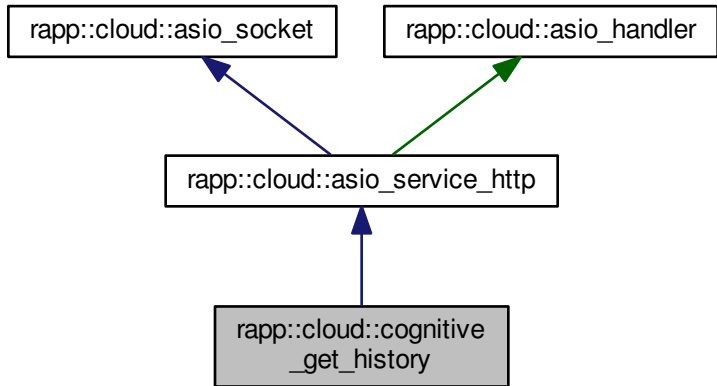 rapp::cloud::asio_socket
rapp::cloud::asio_handler
rapp::cloud::asio_service_http
rapp::cloud::cognitive
_get_history